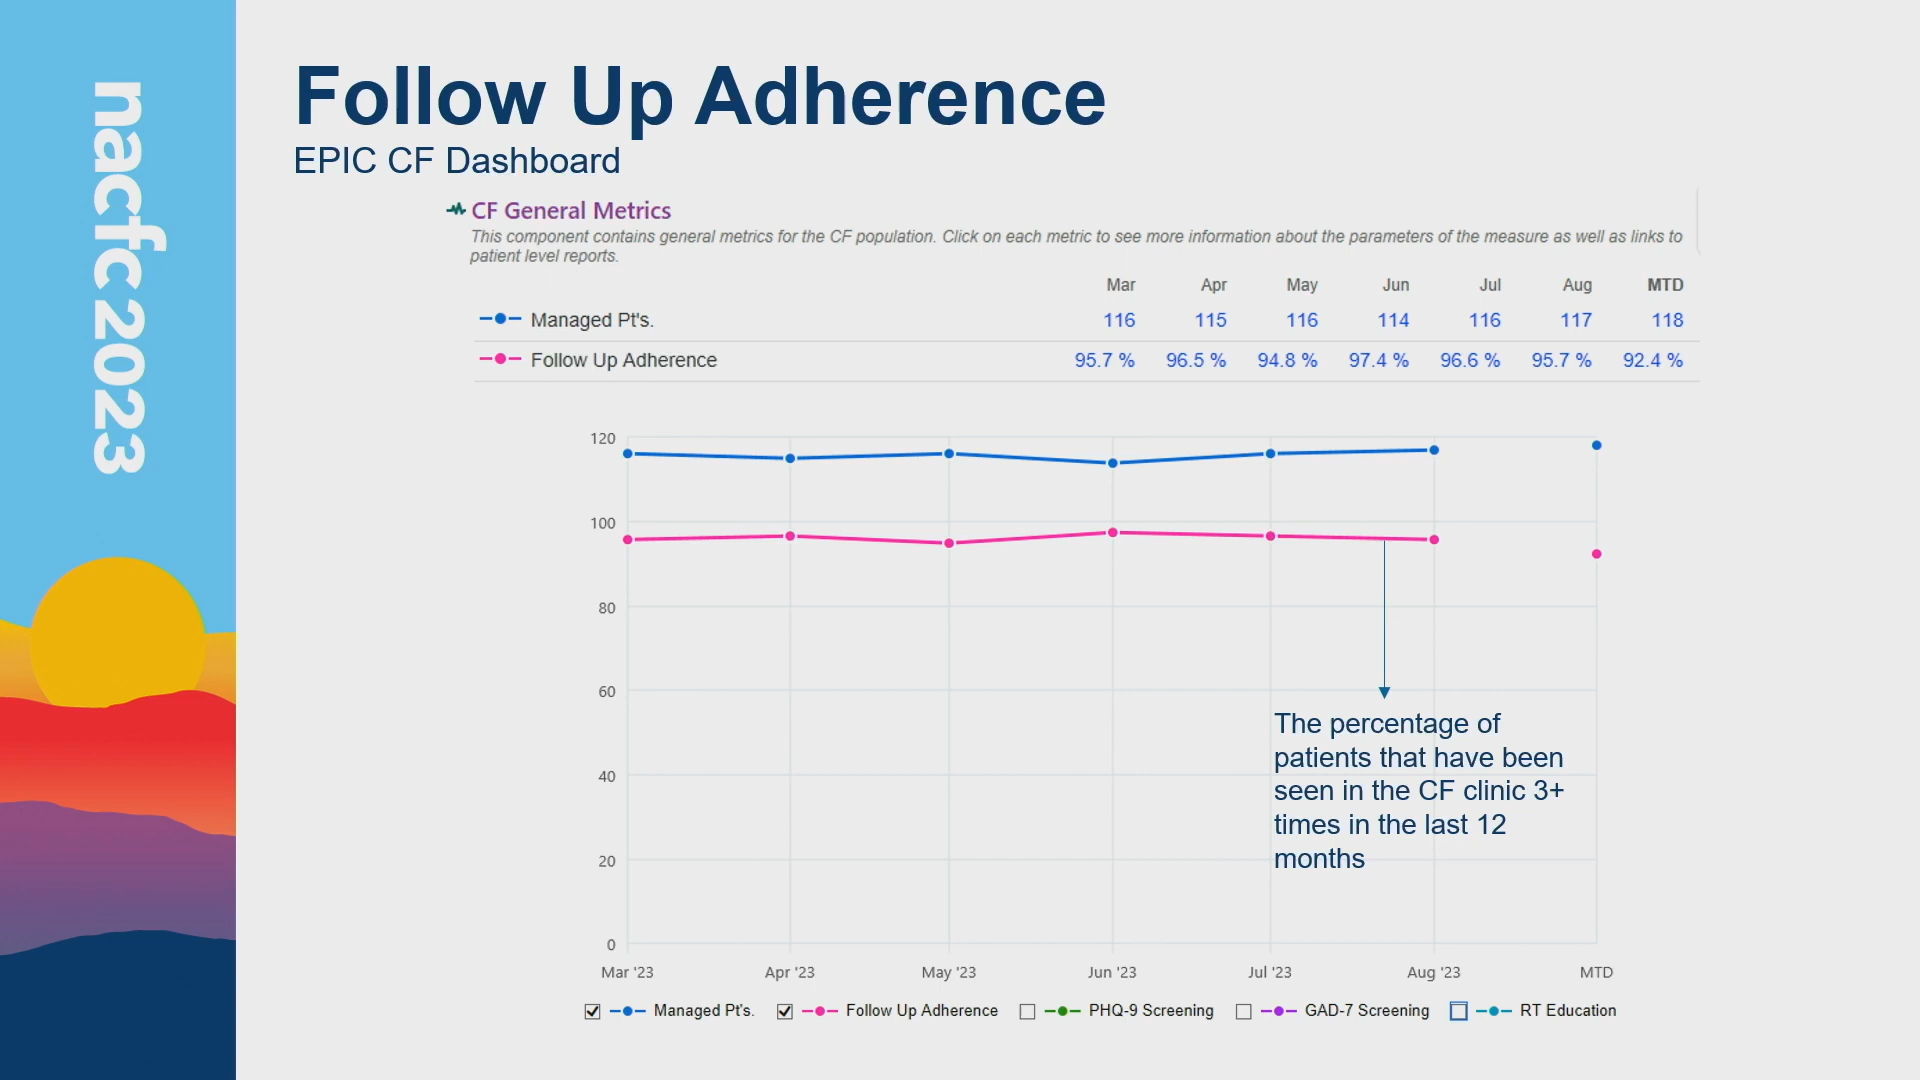 nacfc 2023
Follow Up Adherence
EPIC CF Dashboard
CF General Metrics
This component contains general metrics for the CF population. Click on each metric to see more information about the parameters of the measure as well as links to
patient level reports.
Mar Apr May Jun Jul Aug MTD
Managed Pt's. 116 115 116 114 116 117 118
Follow Up Adherence 95.7 % 96.5 % 94.8 % 97.4 % 96.6 % 95.7 % 92.4 %
120
100
80
60
40
20
0
The percentage of
patients that have been
seen in the CF clinic 3+
times in the last 12
months
Mar '23 Apr '23 May '23 Jun '23 Jul '23 Aug '23 MTD
Managed Pt's. Follow Up Adherence PHQ-9 Screening GAD-7 Screening RT Education